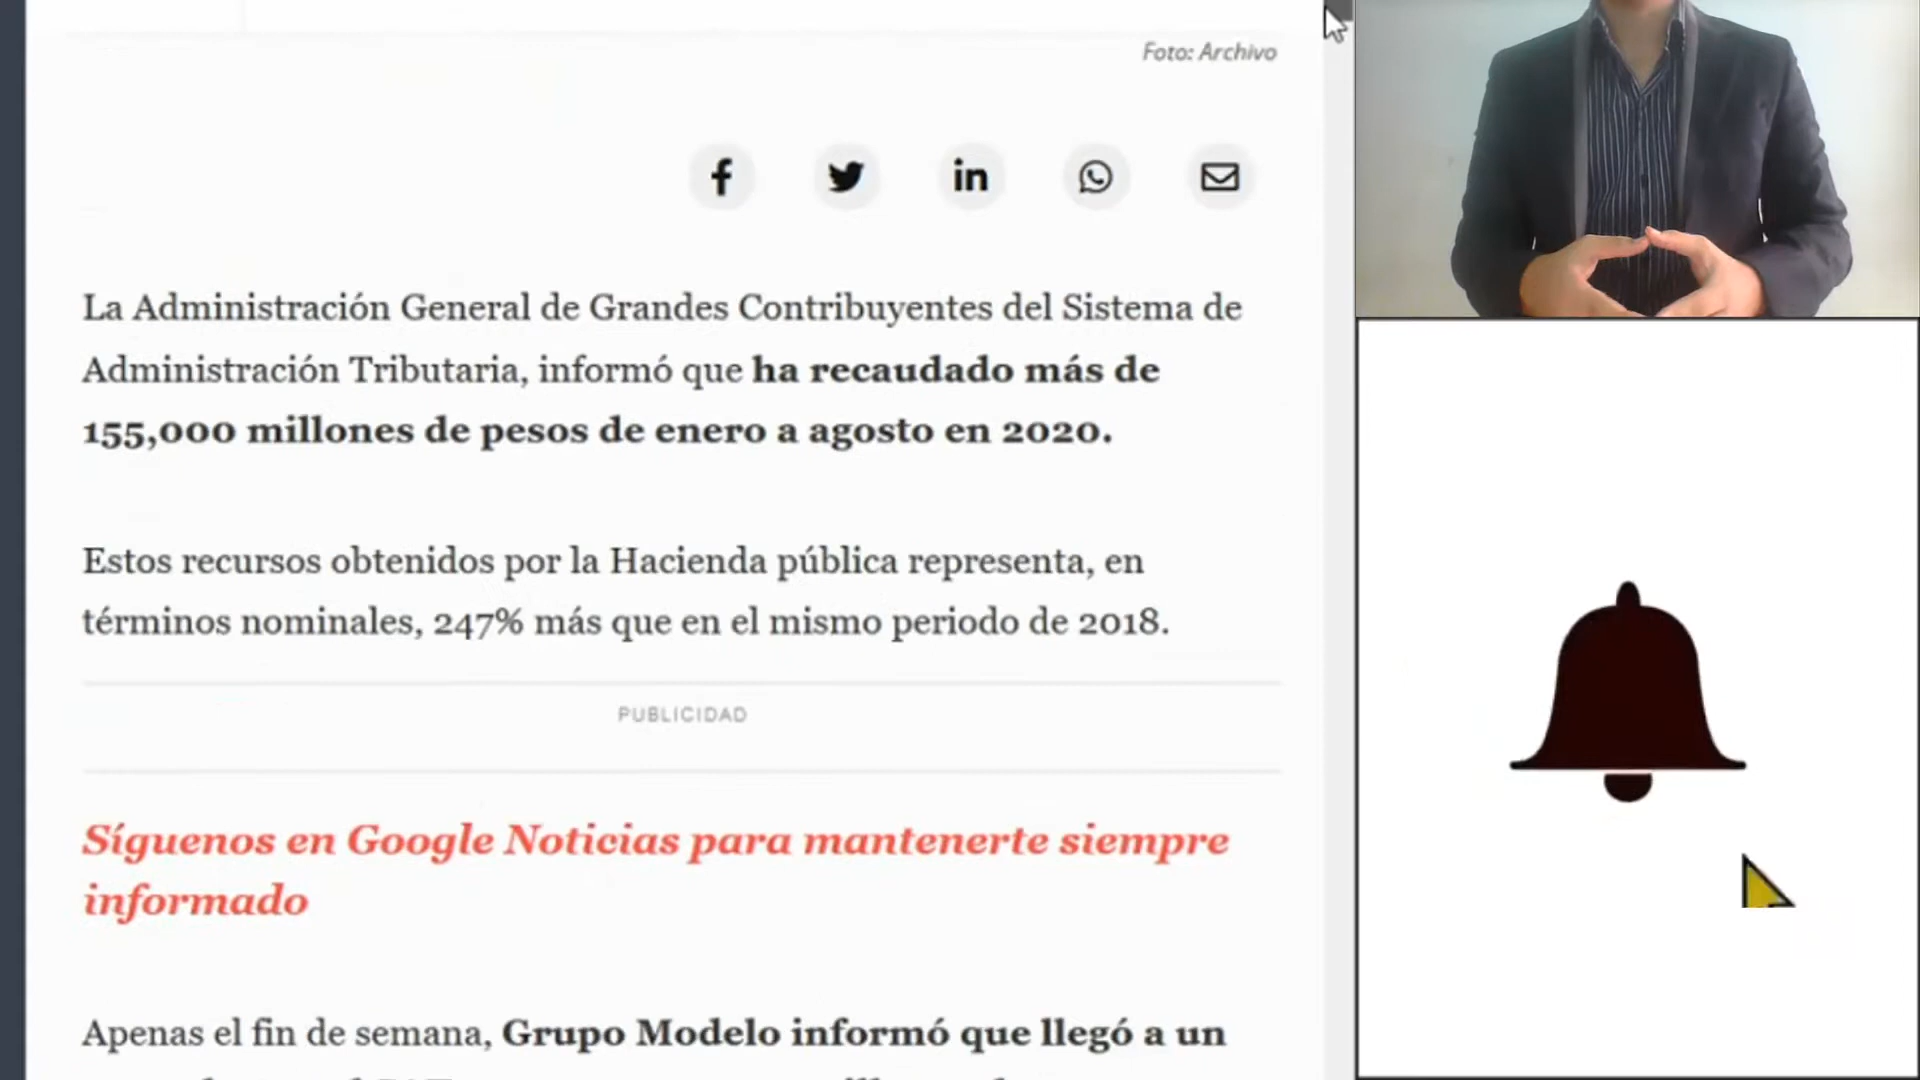 Foto: Archivo
La Administración General de Grandes Contribuyentes del Sistema de
Administración Tributaria, informó que ha recaudado más de
155,000 millones de pesos de enero a agosto en 2020.
Estos recursos obtenidos por la Hacienda pública representa, en
términos nominales, 247% más que en el mismo periodo de 2018.
PUBLICIDAD
Síguenos en Google Noticias para mantenerte siempre
informado
Apenas el fin de semana, Grupo Modelo informó que llegó a un